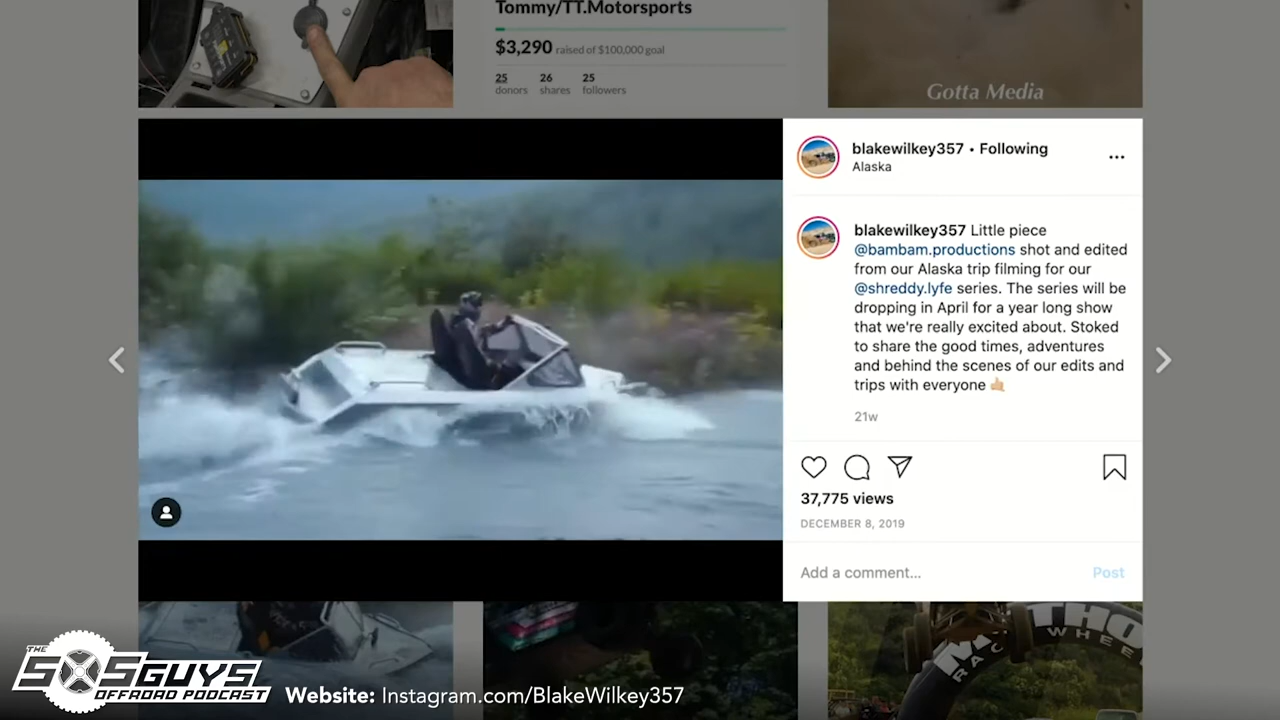 Tommy/TT.Motorsports
$3,290 raised of $100,000 goal
25 26 25
donors shares followers
Gotta Media
blakewilkey357 • Following
Alaska
blakewilkey357 Little piece
@bambam.productions shot and edited
from our Alaska trip filming for our
@shreddy.lyfe series. The series will be
dropping in April for a year long show
that we're really excited about. Stoked
to share the good times, adventures
and behind the scenes of our edits and
trips with everyone 🤙🏼
21w
37,775 views
DECEMBER 8, 2019
Add a comment... Post
THE
SXSGUYS
OFFROAD PODCAST
Website: Instagram.com/BlakeWilkey357